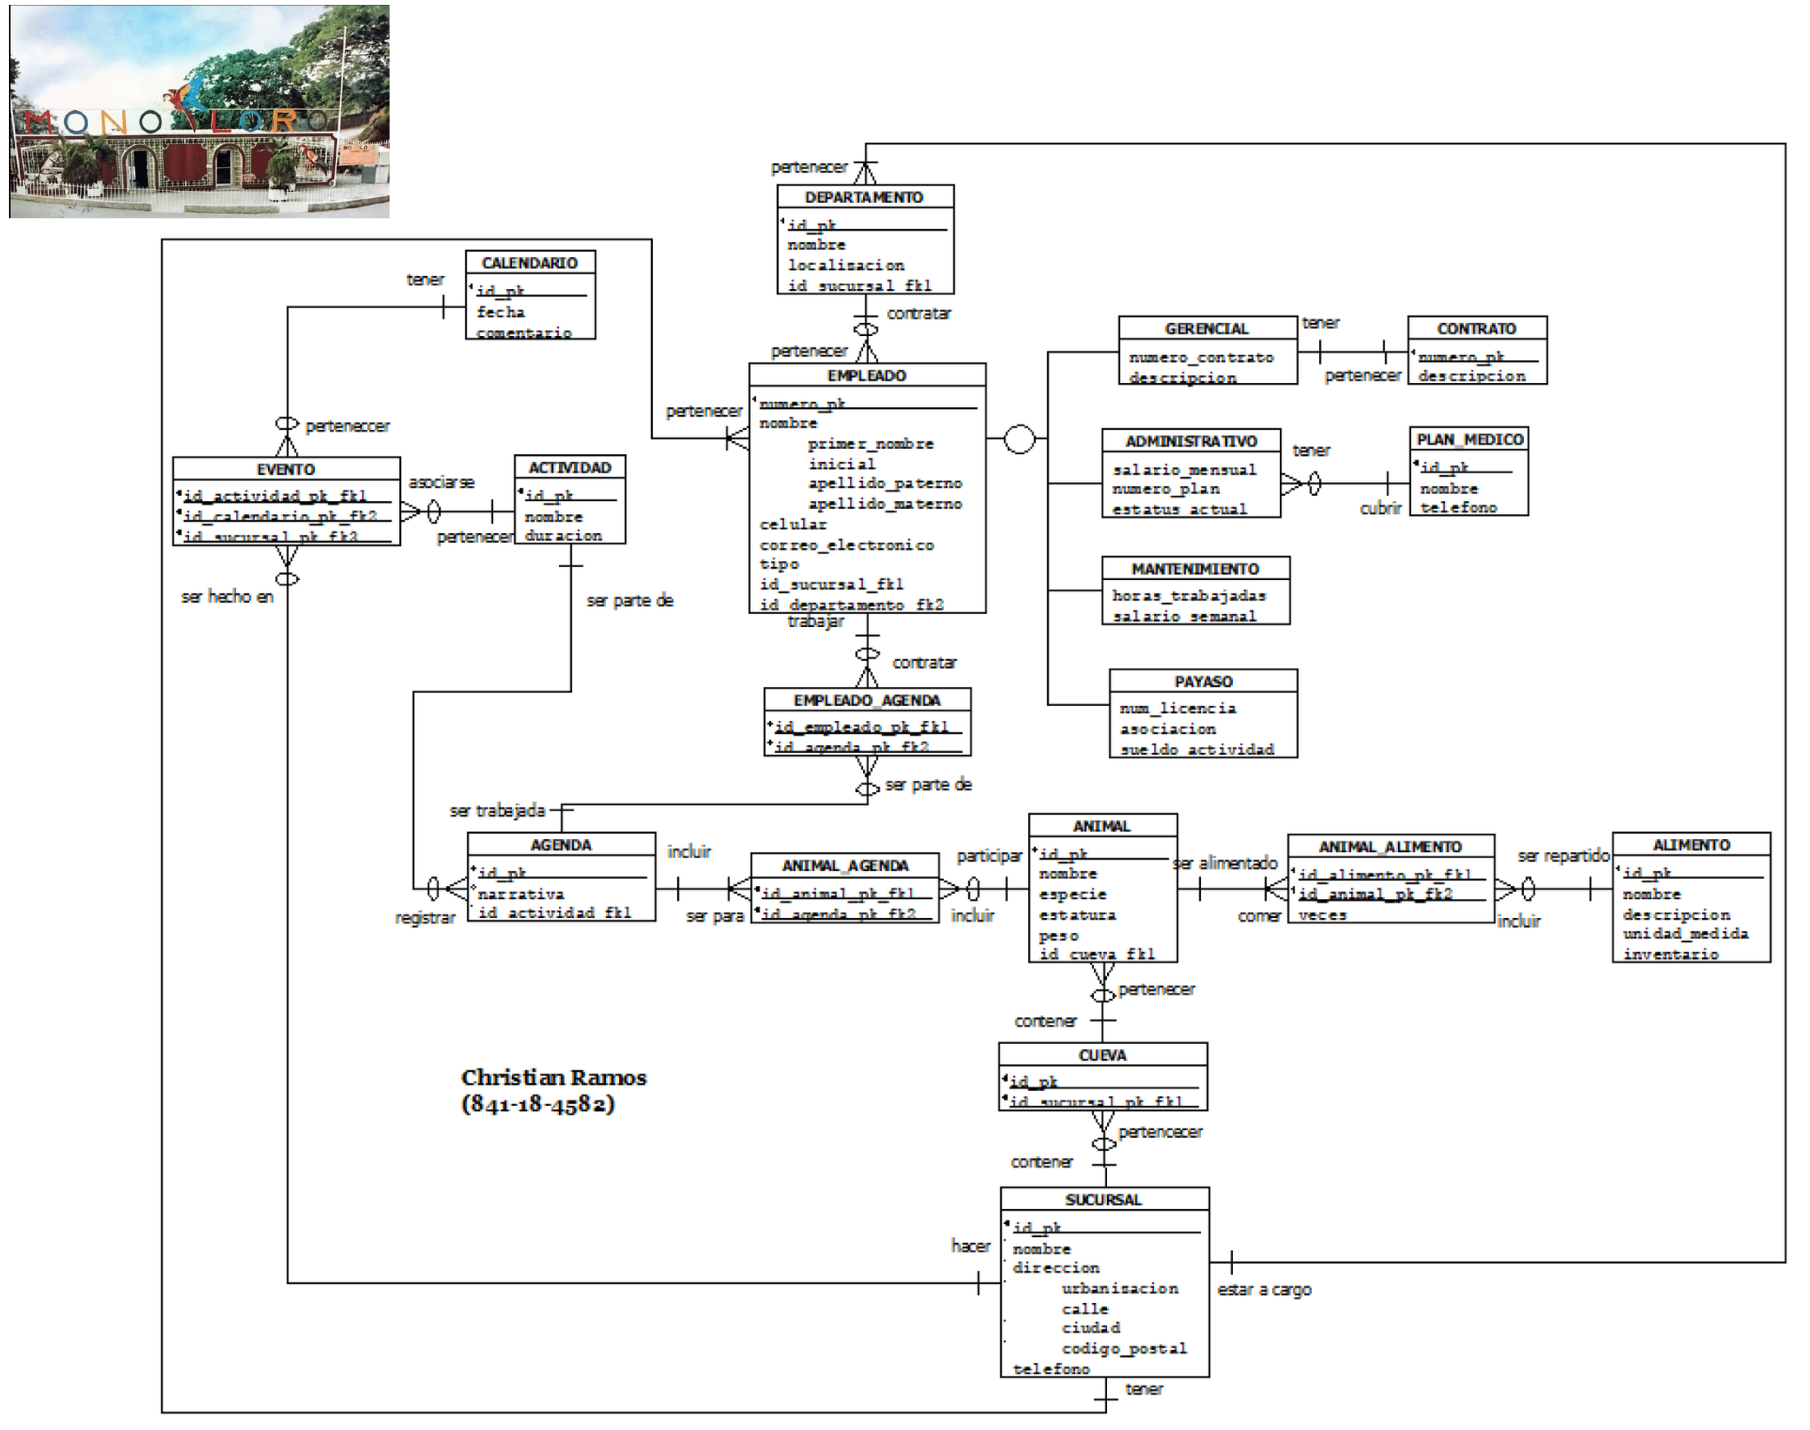 MONO LORO
pertenecer
DEPARTAMENTO
id_pk
nombre
localizacion
id_sucursal_fk1
contratar
pertenecer
CALENDARIO
id_pk
fecha
comentario
tener
EMPLEADO
numero_pk
nombre
primer_nombre
inicial
apellido_paterno
apellido_materno
celular
correo_electronico
tipo
id_sucursal_fk1
id_departamento_fk2
pertenecer
GERENCIAL
numero_contrato
descripcion
tener
pertenecer
CONTRATO
numero_pk
descripcion
ADMINISTRATIVO
salario_mensual
numero_plan
estatus_actual
tener
cubrir
PLAN_MEDICO
id_pk
nombre
telefono
MANTENIMIENTO
horas_trabajadas
salario_semanal
PAYASO
num_licencia
asociacion
sueldo_actividad
perteneccer
EVENTO
id_actividad_pk_fk1
id_calendario_pk_fk2
id_sucursal_pk_fk3
asociarse
pertenecer
ACTIVIDAD
id_pk
nombre
duracion
ser hecho en
ser parte de
trabajar
contratar
EMPLEADO_AGENDA
id_empleado_pk_fk1
id_agenda_pk_fk2
ser parte de
ser trabajada
AGENDA
id_pk
narrativa
id_actividad_fk1
registrar
incluir
ser para
ANIMAL_AGENDA
id_animal_pk_fk1
id_agenda_pk_fk2
participar
incluir
ANIMAL
id_pk
nombre
especie
estatura
peso
id_cueva_fk1
ser alimentado
comer
ANIMAL_ALIMENTO
id_alimento_pk_fk1
id_animal_pk_fk2
veces
ser repartido
incluir
ALIMENTO
id_pk
nombre
descripcion
unidad_medida
inventario
pertenecer
contener
CUEVA
id_pk
id_sucursal_pk_fk1
pertencecer
contener
Christian Ramos
(841-18-4582)
SUCURSAL
id_pk
nombre
direccion
urbanizacion
calle
ciudad
codigo_postal
telefono
hacer
estar a cargo
tener